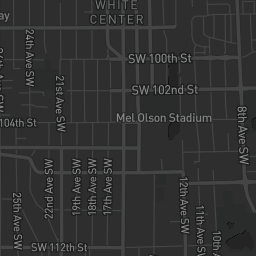 WHITE
CENTER
SW 100th St
24th Ave SW
21st Ave SW
SW 102nd St
Mel Olson Stadium
8th Ave SW
104th St
22nd Ave SW
19th Ave SW
18th Ave SW
17th Ave SW
12th Ave SW
25th Ave SW
11th Ave SW
10th
SW 112th St